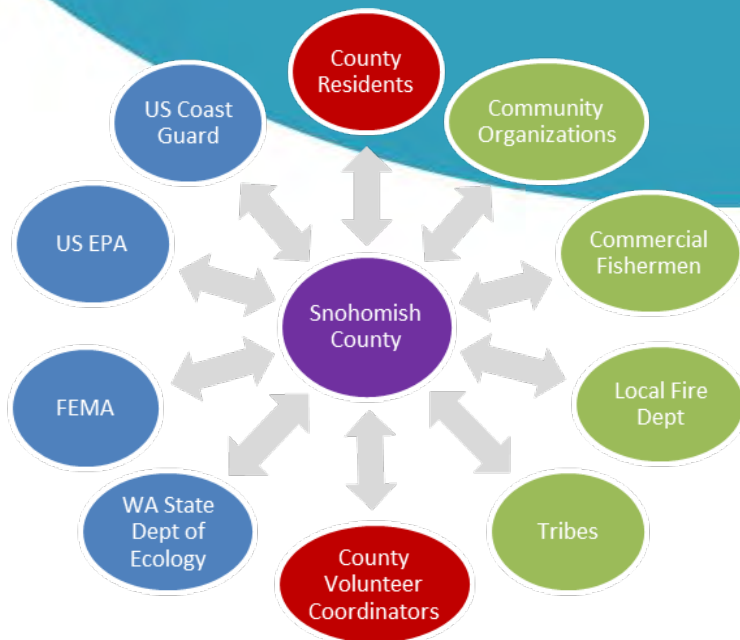 County
Residents
US Coast
Guard
Community
Organizations
US EPA
Commercial
Fishermen
Snohomish
County
FEMA
Local Fire
Dept
WA State
Dept of
Ecology
Tribes
County
Volunteer
Coordinators